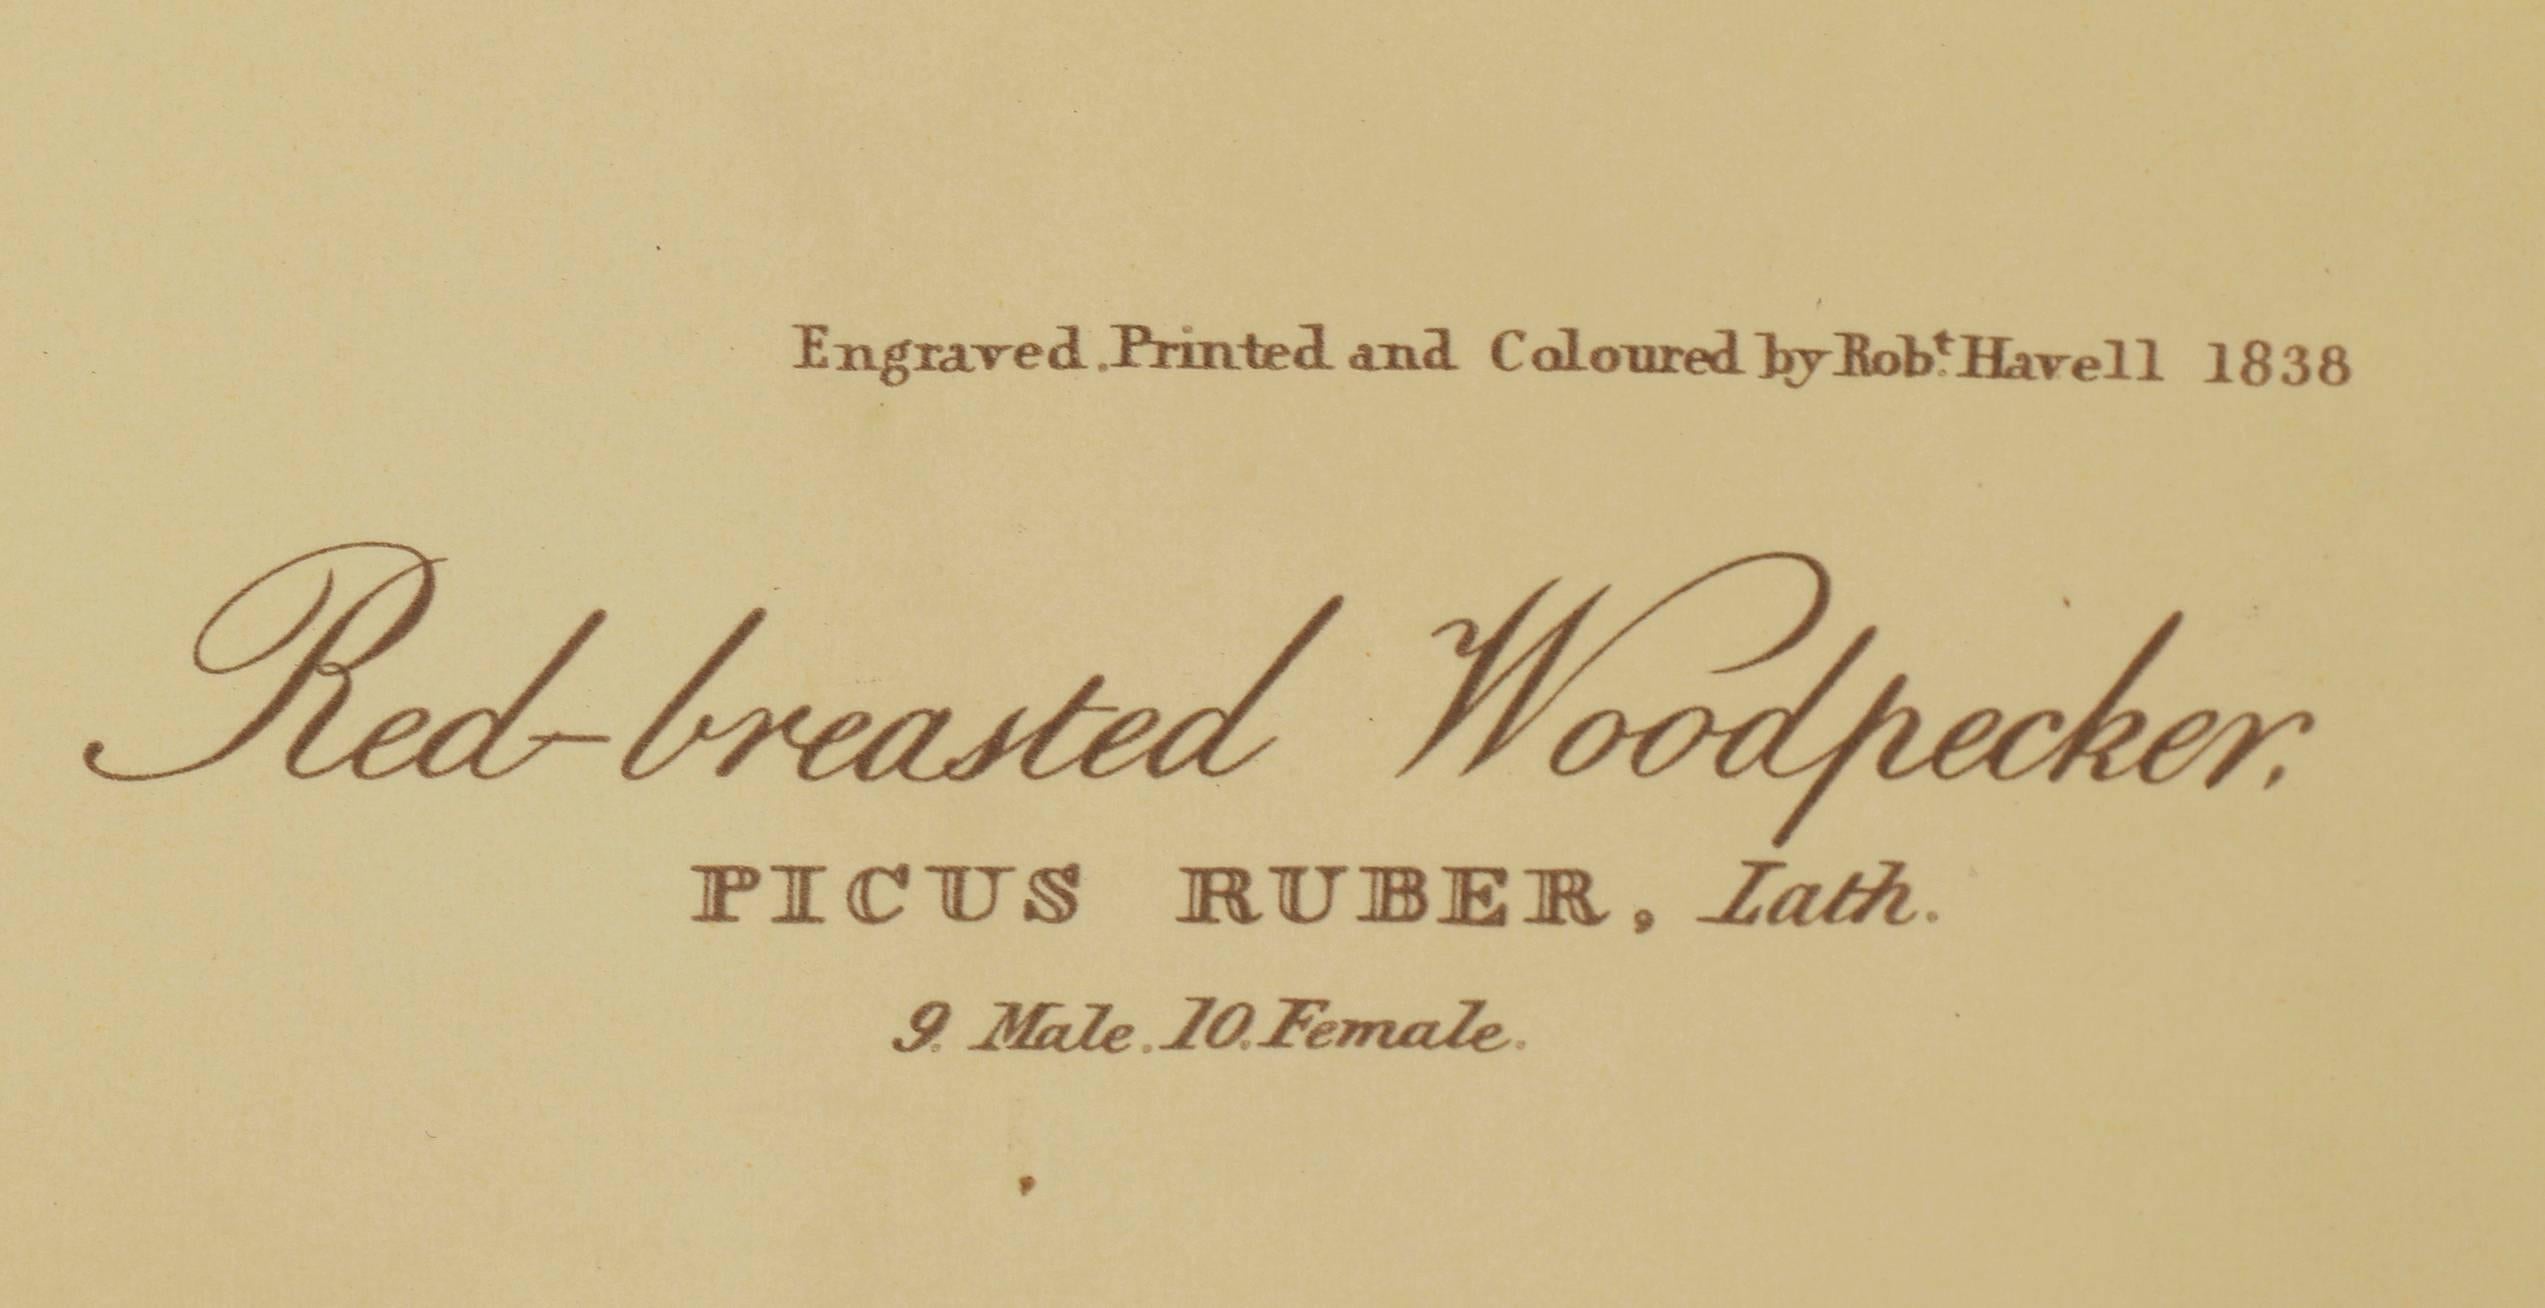 Engraved, Printed and Coloured by Robt. Havell 1838
Red-breasted Woodpecker.
PICUS RUBER, Lath.
9. Male. 10. Female.